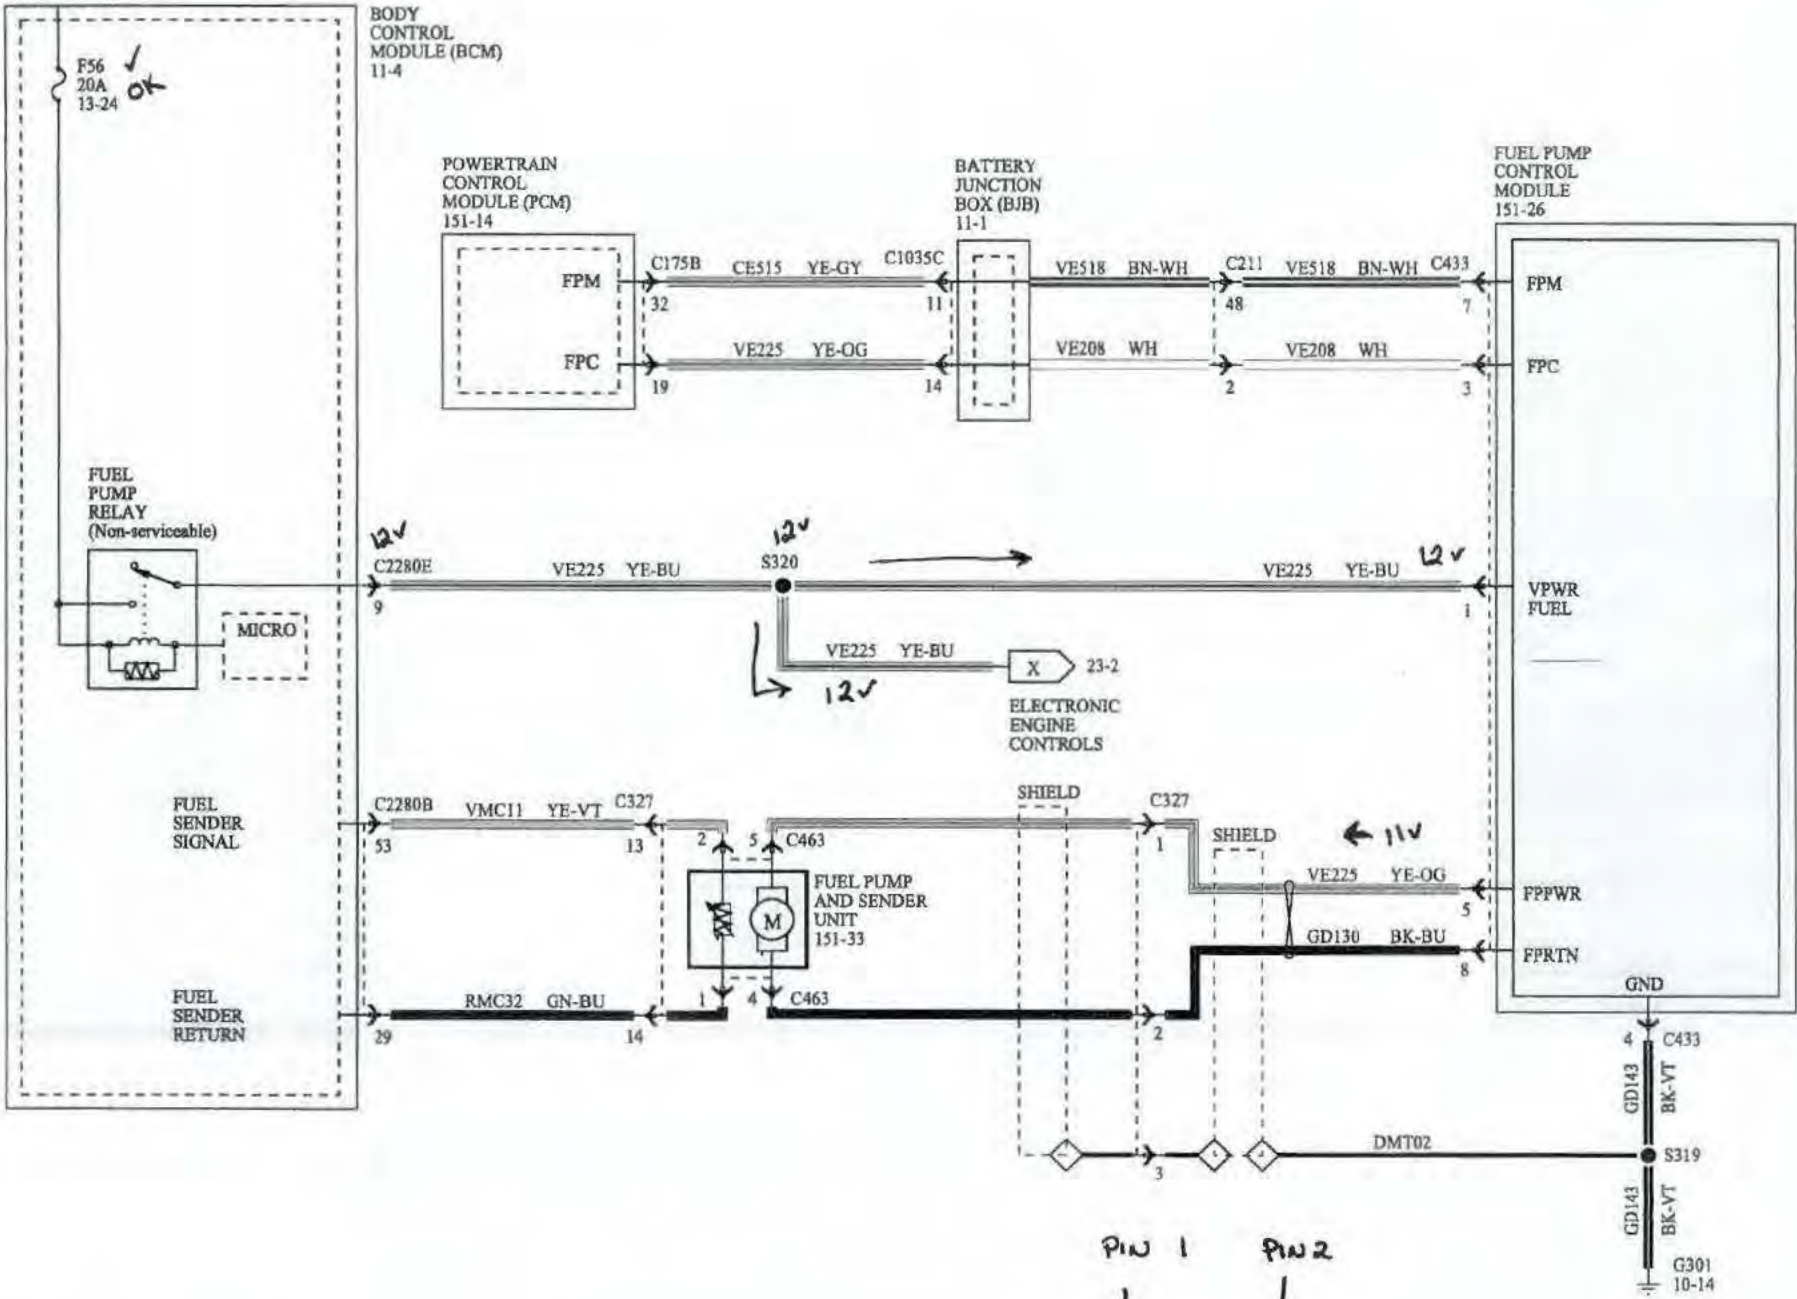 BODY
CONTROL
MODULE (BCM)
11-4
F56 ✓
20A OK
13-24
POWERTRAIN
CONTROL
MODULE (PCM)
151-14
BATTERY
JUNCTION
BOX (BJB)
11-1
FUEL PUMP
CONTROL
MODULE
151-26
FPM
C175B CE515 YE-GY C1035C
32 11
VE518 BN-WH C211 VE518 BN-WH C433
48 7
FPM
FPC
VE225 YE-OG
19 14
VE208 WH VE208 WH
2 3
FPC
FUEL
PUMP
RELAY
(Non-serviceable)
MICRO
12v
C2280E
9
VE225 YE-BU
12v
S320
VE225 YE-BU
12v
1
VPWR
FUEL
VE225 YE-BU
12v
X 23-2
ELECTRONIC
ENGINE
CONTROLS
FUEL
SENDER
SIGNAL
C2280B VMC11 YE-VT C327
53 13
2 5 C463
SHIELD
C327
1
SHIELD
← 11v
VE225 YE-OG
5
FPPWR
FUEL PUMP
AND SENDER
UNIT
151-33
M
GD130 BK-BU
8
FPRTN
FUEL
SENDER
RETURN
RMC32 GN-BU
29 14
1 4 C463
2
GND
4 C433
GD143 BK-VT
3
DMT02
S319
GD143 BK-VT
G301
10-14
PIN 1 PIN 2